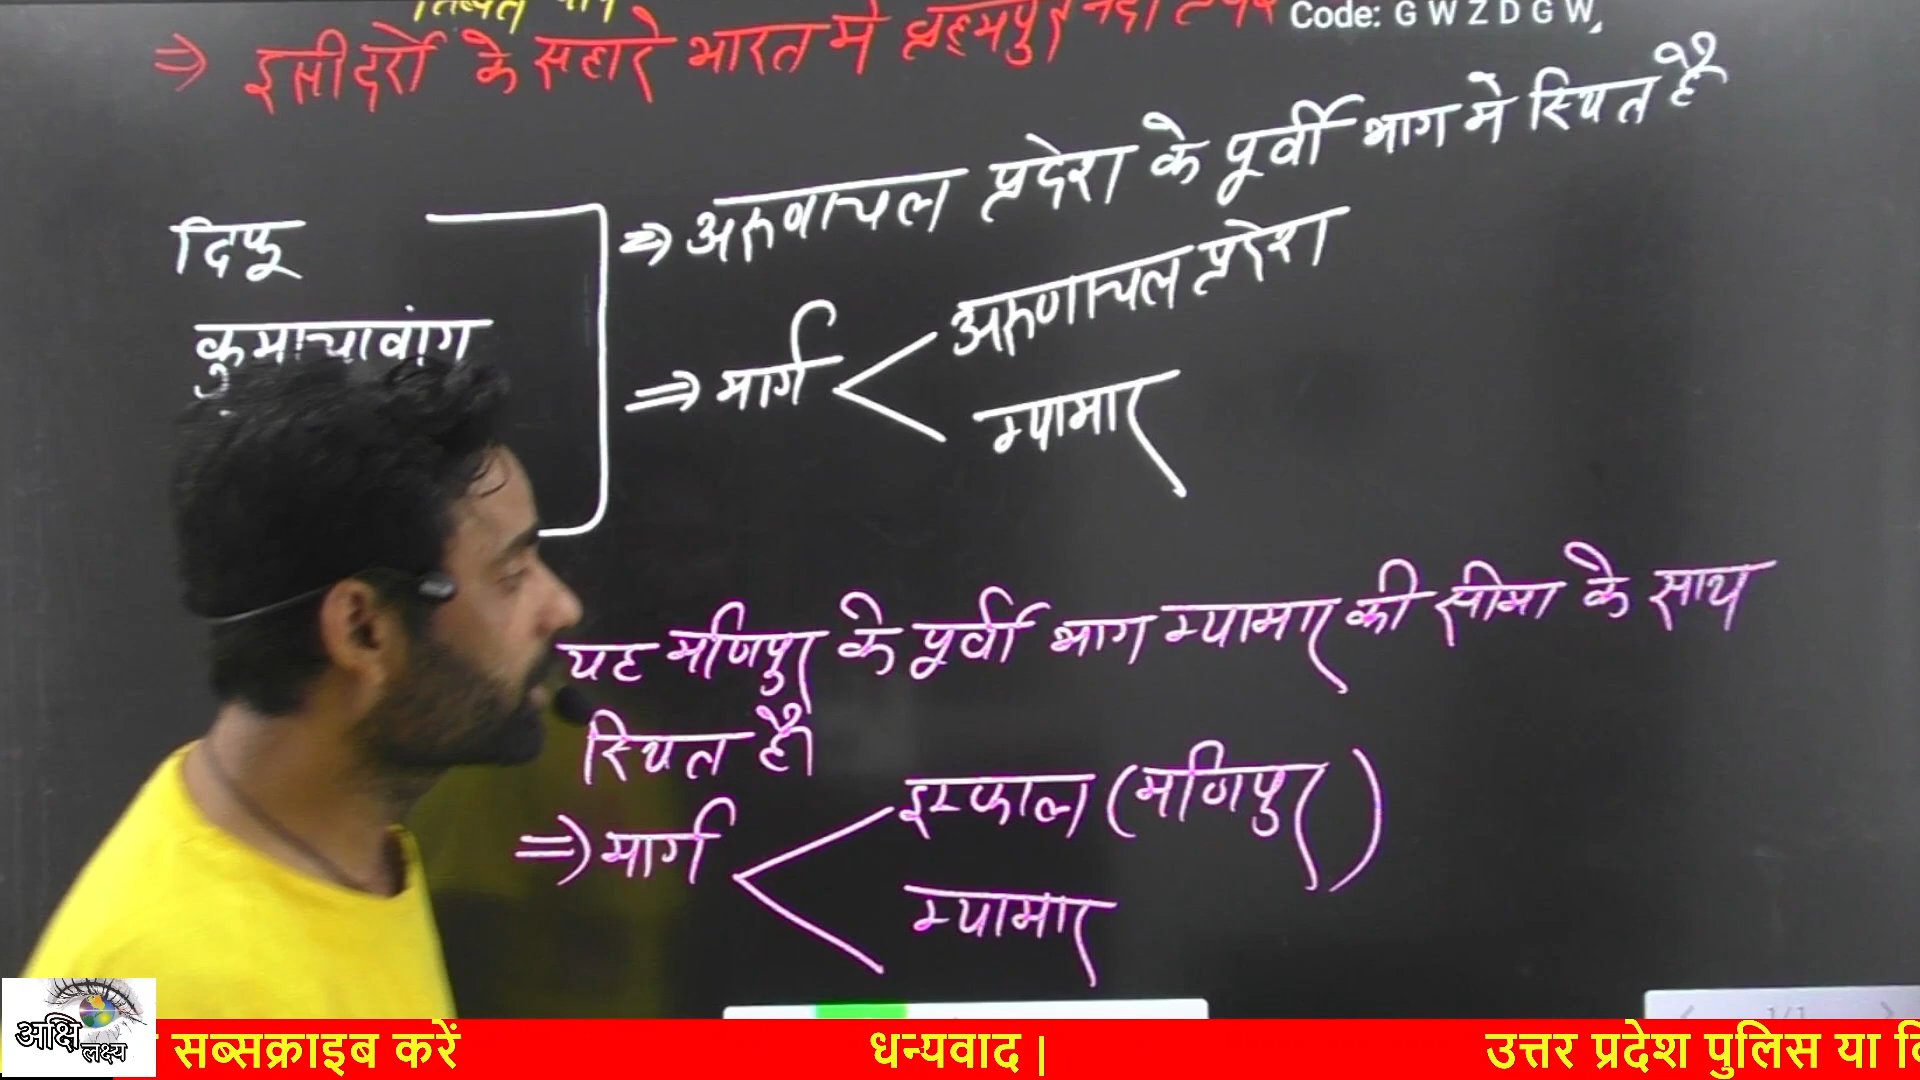 Code: G W Z D G W
⇒ इसी दर्रो के सहारे भारत मे ब्रह्मपुत्र नदी
दिफू
⇒ अरुवाचल प्रदेश के पूर्वी भाग मे स्थित है
कुमाचावांग
⇒ मार्ग
अरुणाचल प्रदेश
म्यामार
यह मणिपुर के पूर्वी भाग म्यामार की सीमा के साथ
स्थित है।
⇒ मार्ग
इम्फाल (मणिपुर)
म्यामार
अक्षि
लक्ष्य
सब्सक्राइब करें
धन्यवाद |
उत्तर प्रदेश पुलिस या